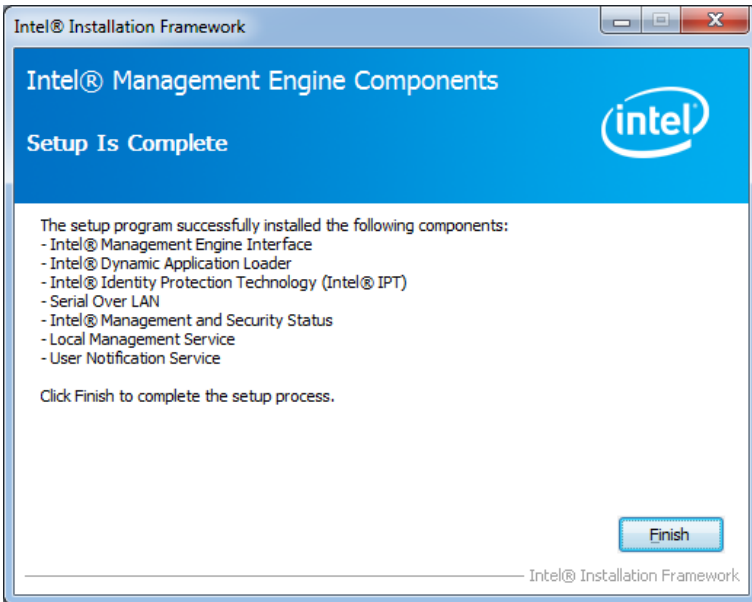 Intel® Installation Framework
Intel® Management Engine Components
Setup Is Complete
intel
The setup program successfully installed the following components:
- Intel® Management Engine Interface
- Intel® Dynamic Application Loader
- Intel® Identity Protection Technology (Intel® IPT)
- Serial Over LAN
- Intel® Management and Security Status
- Local Management Service
- User Notification Service
Click Finish to complete the setup process.
Finish
Intel® Installation Framework